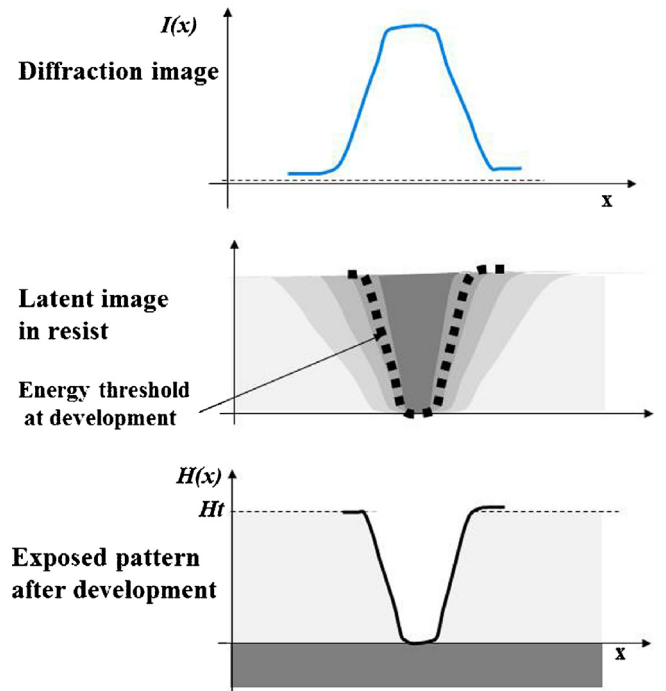 I(x)
Diffraction image
x
Latent image
in resist
Energy threshold
at development
H(x)
Ht
Exposed pattern
after development
x